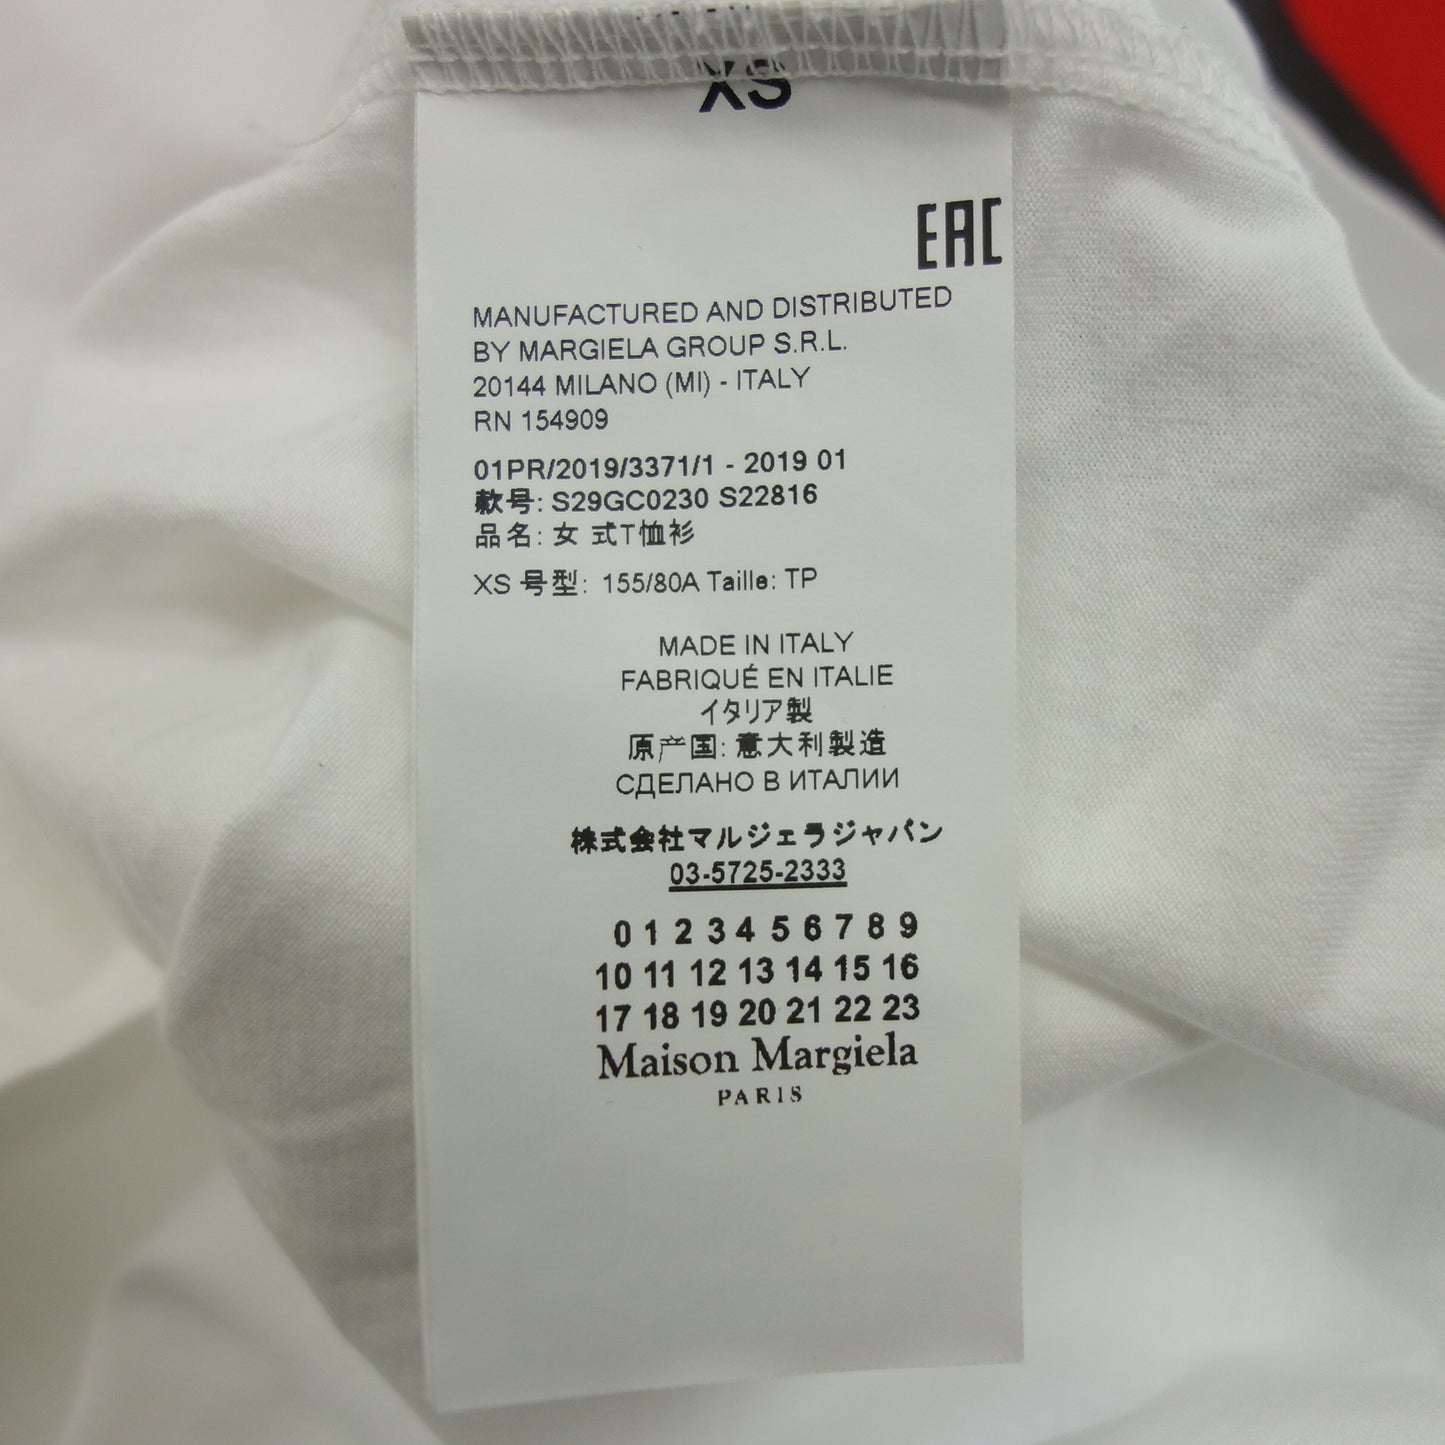 XS
EAC
MANUFACTURED AND DISTRIBUTED
BY MARGIELA GROUP S.R.L.
20144 MILANO (MI) - ITALY
RN 154909
01PR/2019/3371/1 - 2019 01
款号: S29GC0230 S22816
品名: 女 式T恤衫
XS 号型: 155/80A Taille: TP
MADE IN ITALY
FABRIQUÉ EN ITALIE
イタリア製
原产国: 意大利製造
СДЕЛАНО В ИТАЛИИ
株式会社マルジェラジャパン
03-5725-2333
0 1 2 3 4 5 6 7 8 9
10 11 12 13 14 15 16
17 18 19 20 21 22 23
Maison Margiela
PARIS